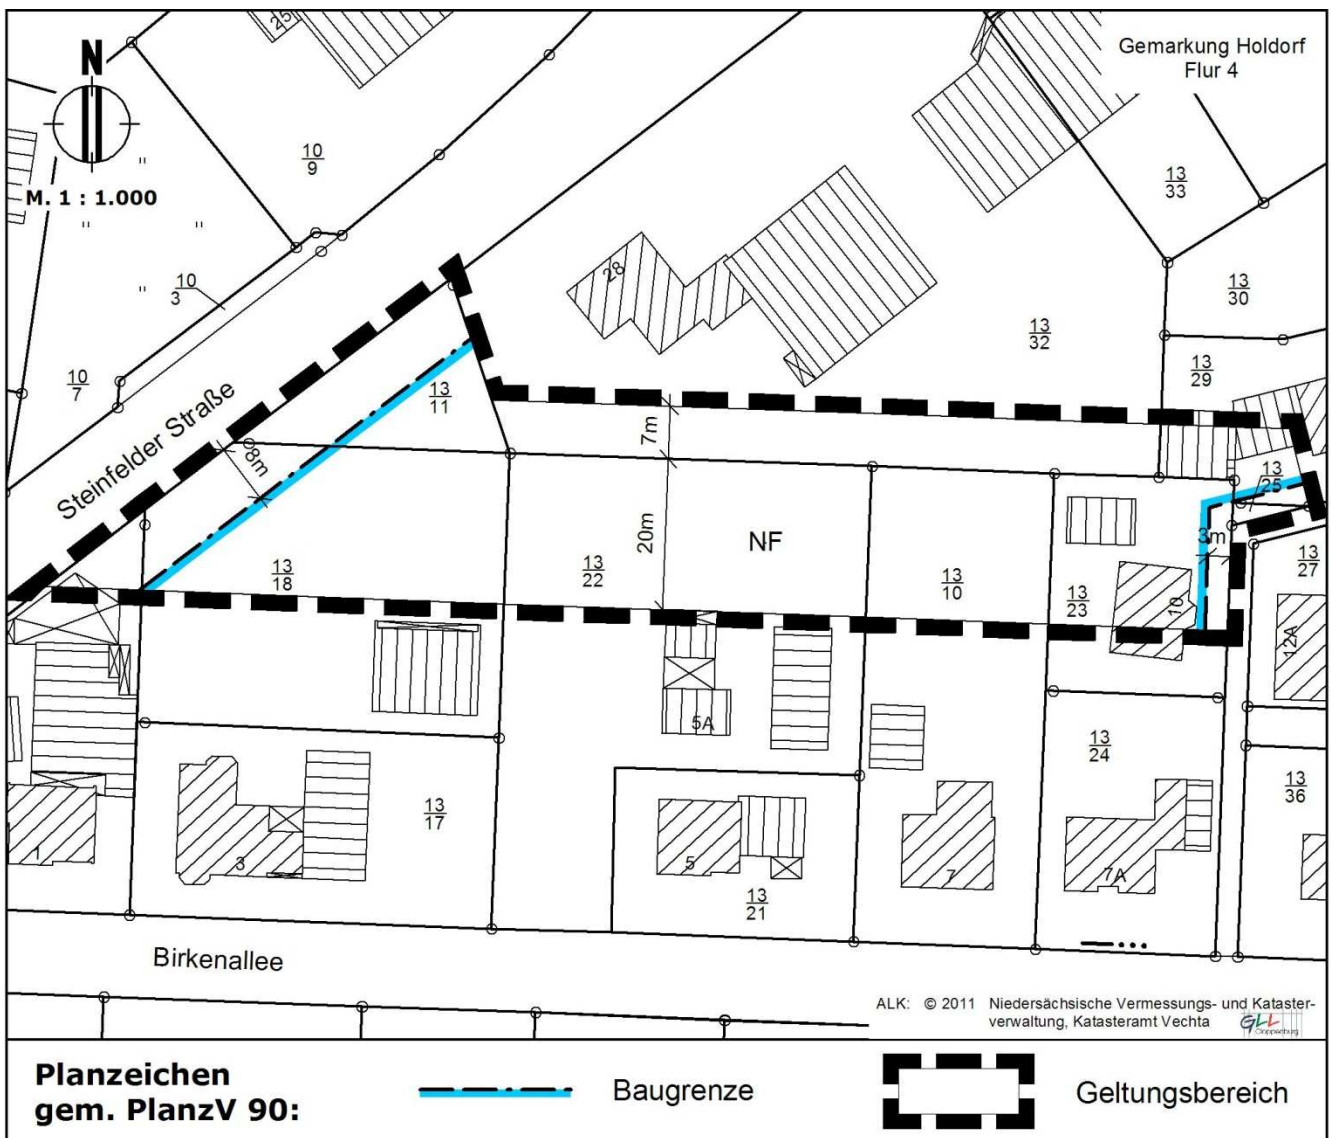 Gemarkung Holdorf
Flur 4
N
M. 1 : 1.000
25
10
9
10
3
10
7
28
13
33
13
30
13
32
13
29
13
11
7m
Steinfelder Straße
8m
13
25
20m
NF
3m
13
18
13
22
13
10
13
23
10
13
27
12A
5A
13
24
13
36
13
17
1
3
5
7
7A
13
21
Birkenallee
ALK: © 2011 Niedersächsische Vermessungs- und Kataster-
verwaltung, Katasteramt Vechta
GLL
Cloppenburg
Planzeichen
gem. PlanzV 90:
Baugrenze
Geltungsbereich